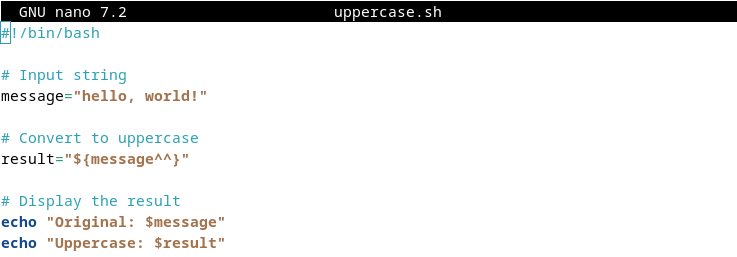 GNU nano 7.2 uppercase.sh
#!/bin/bash
# Input string
message="hello, world!"
# Convert to uppercase
result="${message^^}"
# Display the result
echo "Original: $message"
echo "Uppercase: $result"